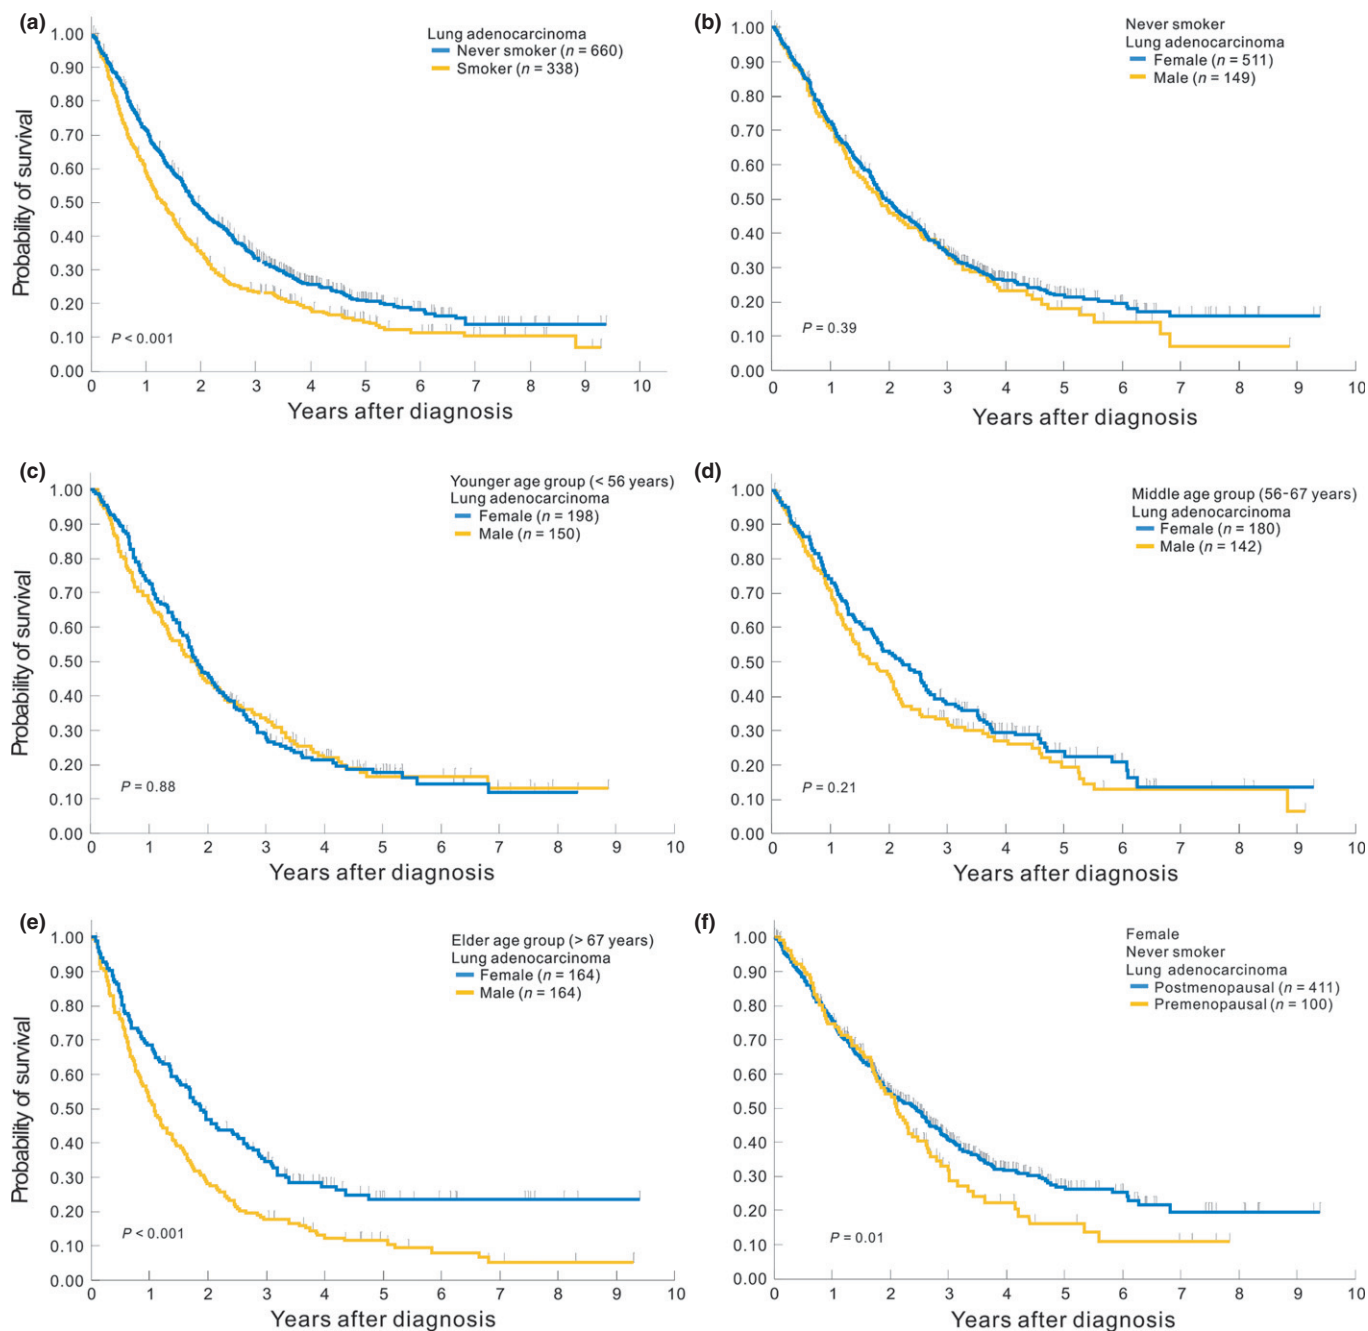 (a)
Lung adenocarcinoma
Never smoker (n = 660)
Smoker (n = 338)
Probability of survival
1.00
0.90
0.80
0.70
0.60
0.50
0.40
0.30
0.20
0.10
0.00
P < 0.001
0 1 2 3 4 5 6 7 8 9 10
Years after diagnosis
(b)
Never smoker
Lung adenocarcinoma
Female (n = 511)
Male (n = 149)
1.00
0.90
0.80
0.70
0.60
0.50
0.40
0.30
0.20
0.10
0.00
P = 0.39
0 1 2 3 4 5 6 7 8 9 10
Years after diagnosis
(c)
Younger age group (< 56 years)
Lung adenocarcinoma
Female (n = 198)
Male (n = 150)
Probability of survival
1.00
0.90
0.80
0.70
0.60
0.50
0.40
0.30
0.20
0.10
0.00
P = 0.88
0 1 2 3 4 5 6 7 8 9 10
Years after diagnosis
(d)
Middle age group (56-67 years)
Lung adenocarcinoma
Female (n = 180)
Male (n = 142)
1.00
0.90
0.80
0.70
0.60
0.50
0.40
0.30
0.20
0.10
0.00
P = 0.21
0 1 2 3 4 5 6 7 8 9 10
Years after diagnosis
(e)
Elder age group (> 67 years)
Lung adenocarcinoma
Female (n = 164)
Male (n = 164)
Probability of survival
1.00
0.90
0.80
0.70
0.60
0.50
0.40
0.30
0.20
0.10
0.00
P < 0.001
0 1 2 3 4 5 6 7 8 9 10
Years after diagnosis
(f)
Female
Never smoker
Lung adenocarcinoma
Postmenopausal (n = 411)
Premenopausal (n = 100)
1.00
0.90
0.80
0.70
0.60
0.50
0.40
0.30
0.20
0.10
0.00
P = 0.01
0 1 2 3 4 5 6 7 8 9 10
Years after diagnosis